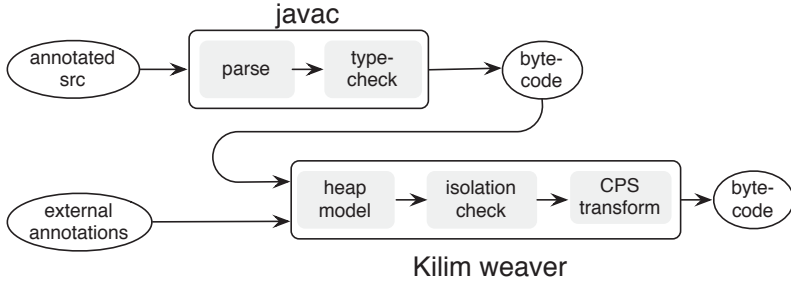 javac
annotated
src
parse
type-
check
byte-
code
heap
model
isolation
check
CPS
transform
byte-
code
external
annotations
Kilim weaver